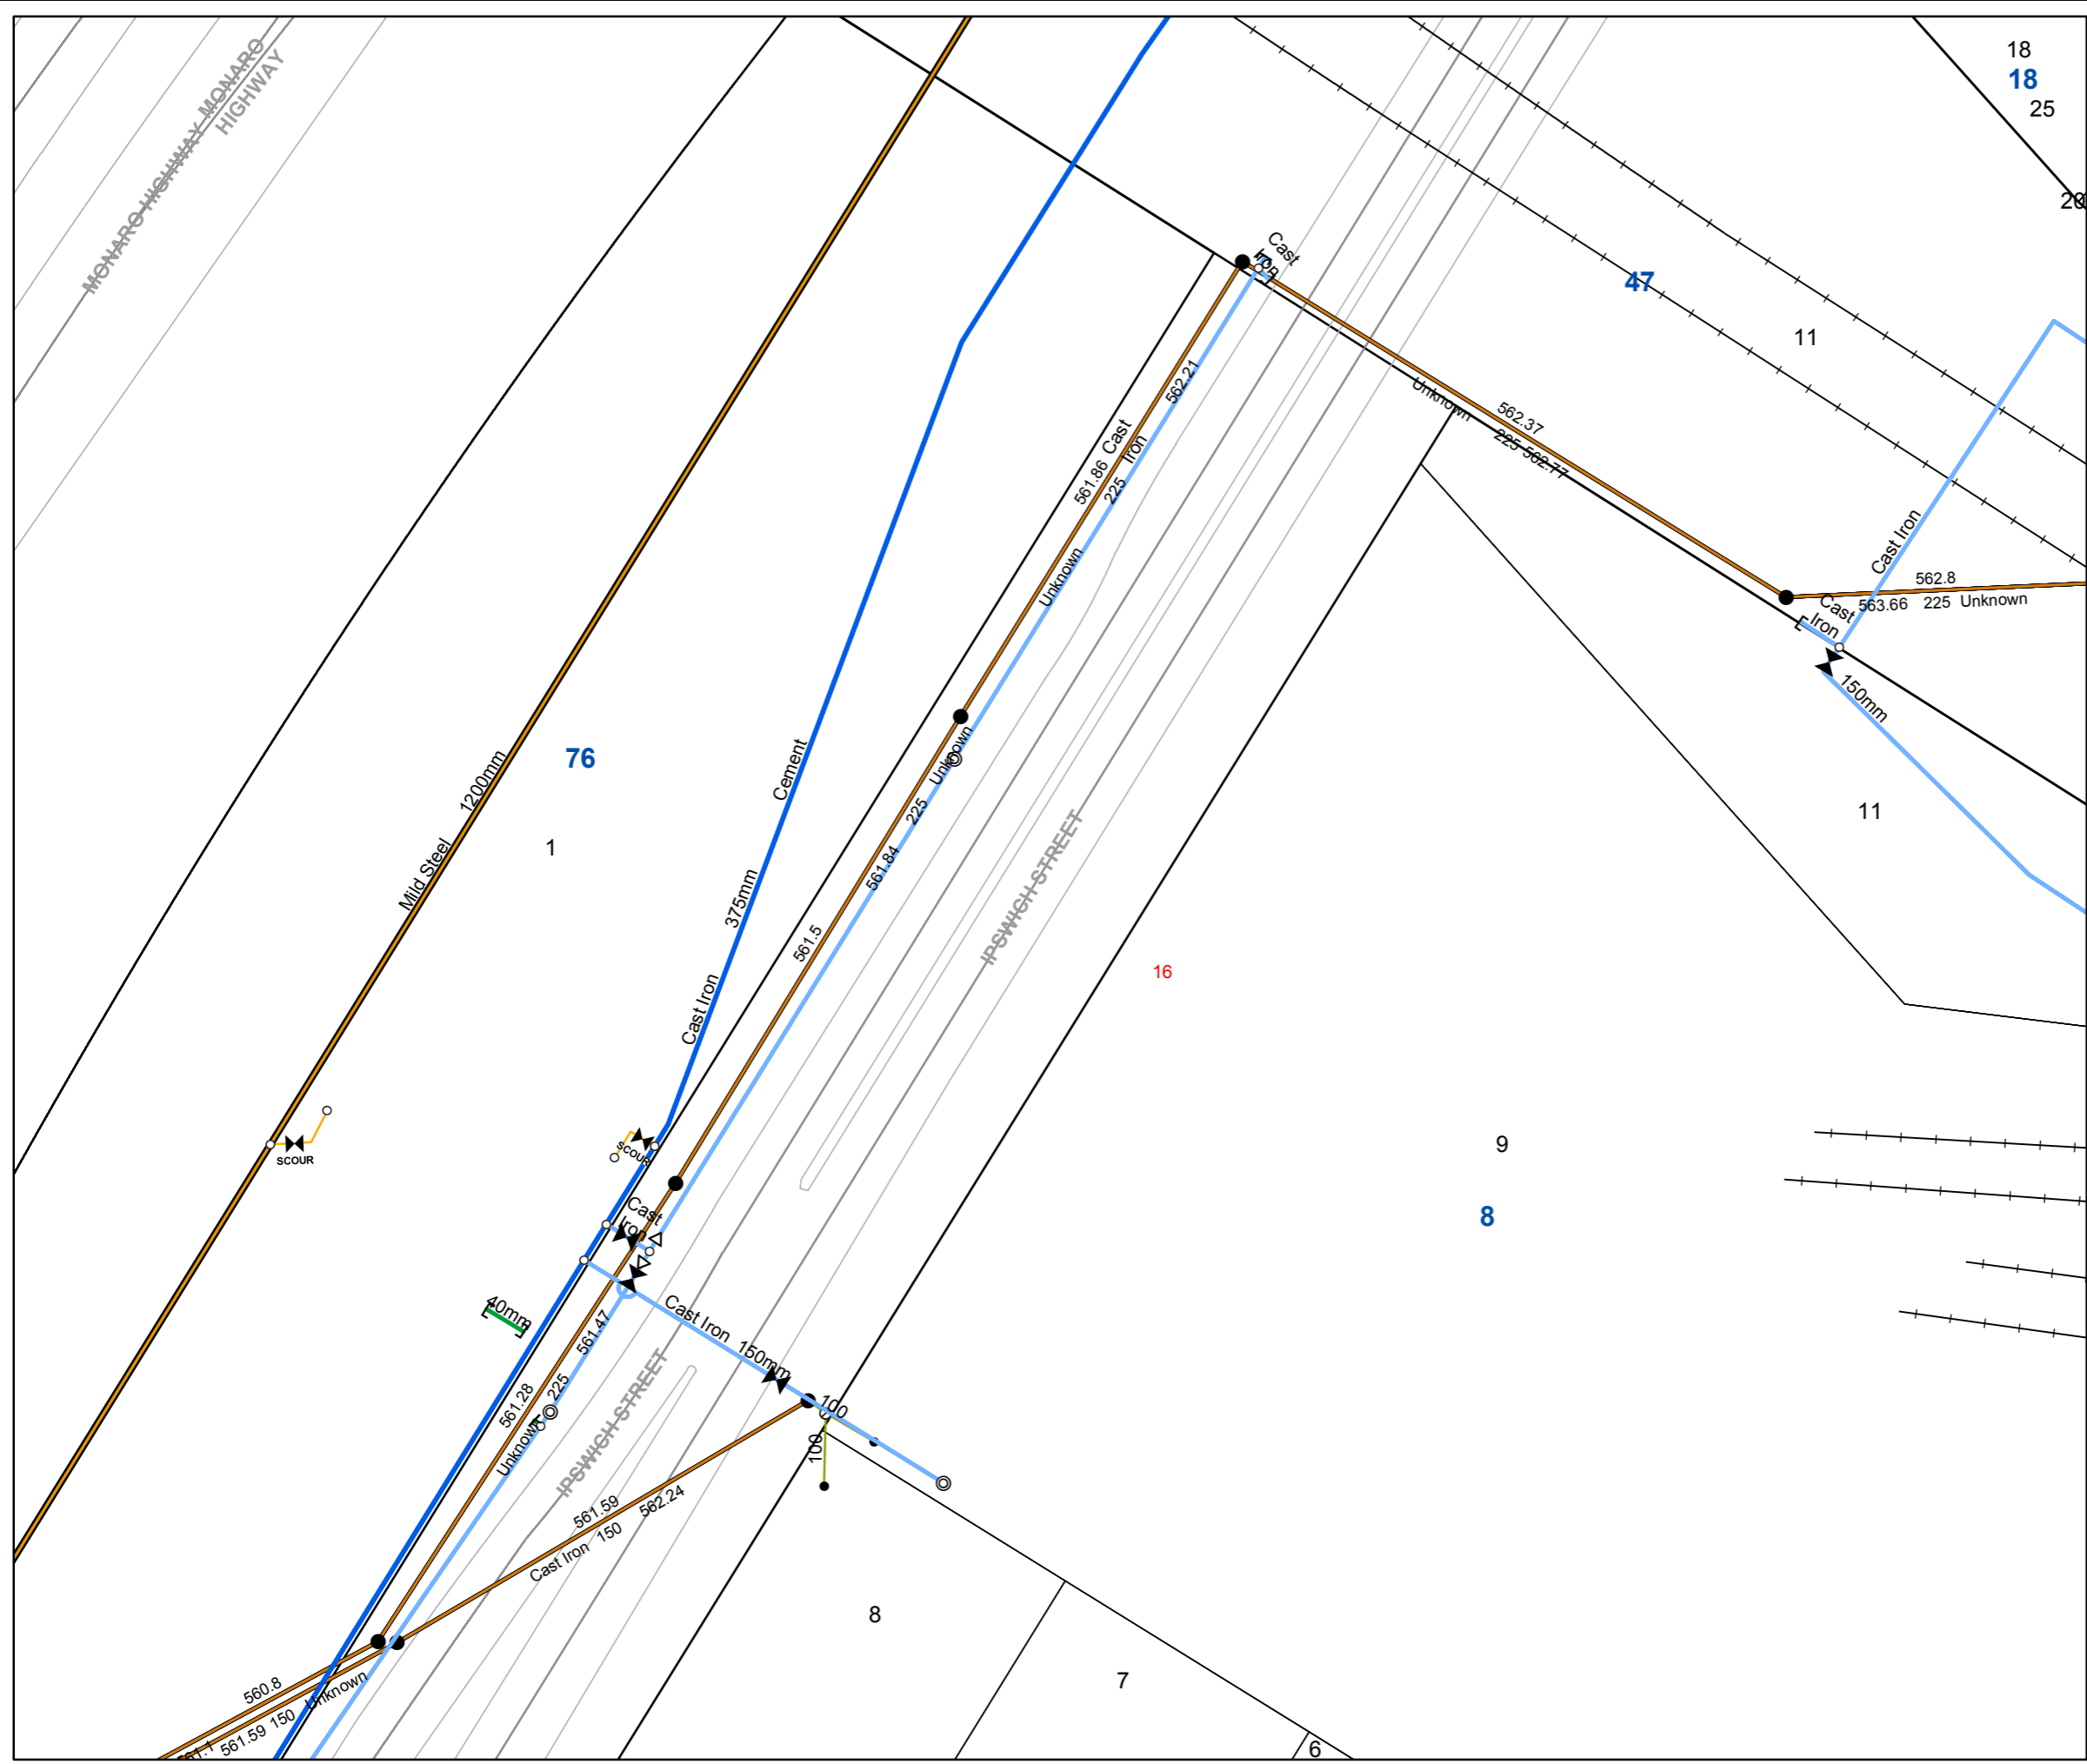 MONARO HIGHWAY MONARO
HIGHWAY
18
18
25
20
Cast
Iron
47
11
562.21
Unknown
562.37
225 562.77
561.86 Cast
225 Iron
Unknown
Cast Iron
562.8
563.66 225 Unknown
Cast
Iron
150mm
76
1200mm
Mild Steel
1
Cement
375mm
Cast Iron
Unknown
225
561.84
561.5
IPSWICH STREET
11
16
9
8
SCOUR
SCOUR
Cast
Iron
40mm
561.47
225
561.28
Unknown
Cast Iron 150mm
100
100
IPSWICH STREET
561.59 562.24
Cast Iron 150
8
7
6
560.8
Unknown
561.59 150